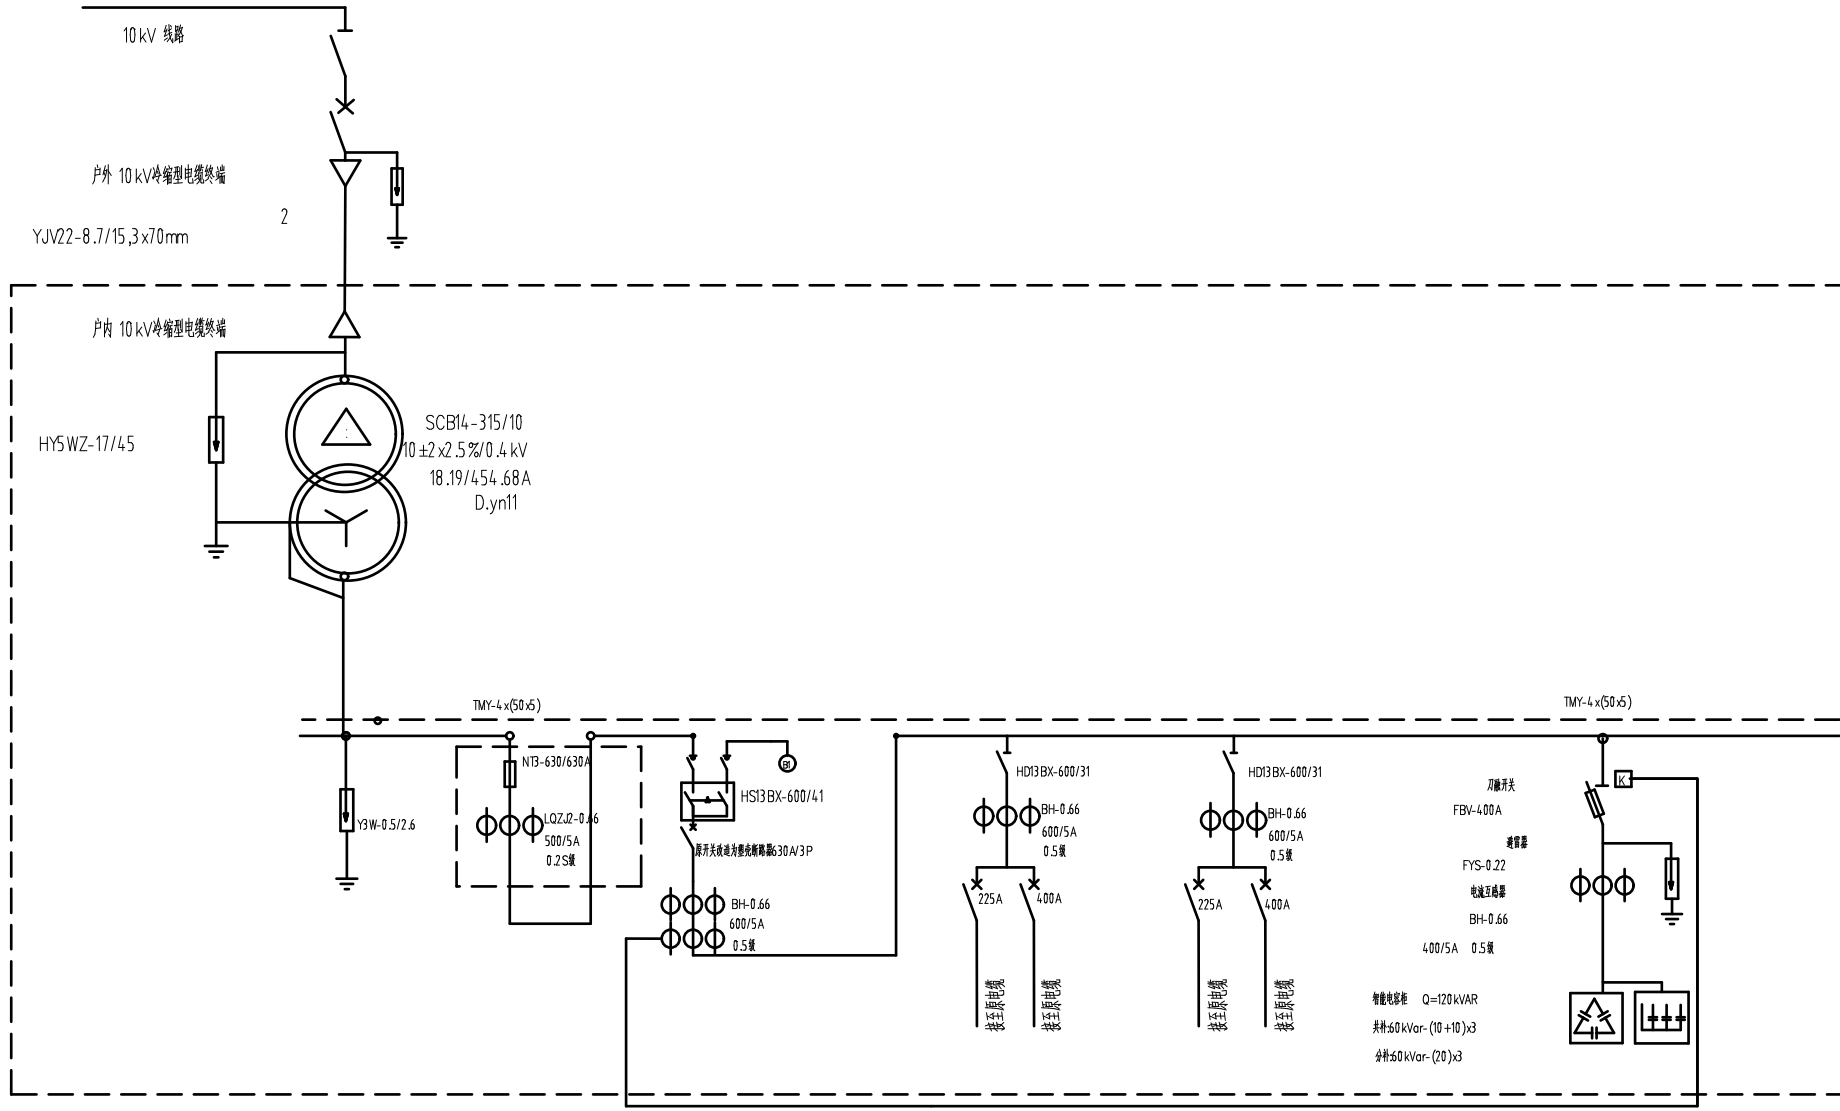 10kV 线路
户外 10kV冷缩型电缆终端
2
YJV22-8.7/15,3x70mm
户内 10kV冷缩型电缆终端
HY5WZ-17/45
SCB14-315/10
10±2x2.5%/0.4kV
18.19/454.68A
D.yn11
TMY-4x(50x5)
TMY-4x(50x5)
NT3-630/630A
B1
HS13BX-600/41
HD13BX-600/31
HD13BX-600/31
K
刀融开关
FBV-400A
Y3W-0.5/2.6
LQZJ2-0.66
500/5A
0.2S级
原开关改造为塑壳断路器630A/3P
BH-0.66
600/5A
0.5级
BH-0.66
600/5A
0.5级
BH-0.66
600/5A
0.5级
225A
400A
225A
400A
避雷器
FYS-0.22
电流互感器
BH-0.66
400/5A 0.5级
接至原电缆
接至原电缆
接至原电缆
接至原电缆
智能电容柜 Q=120kVAR
共补:60kVar-(10+10)x3
分补:60kVar-(20)x3